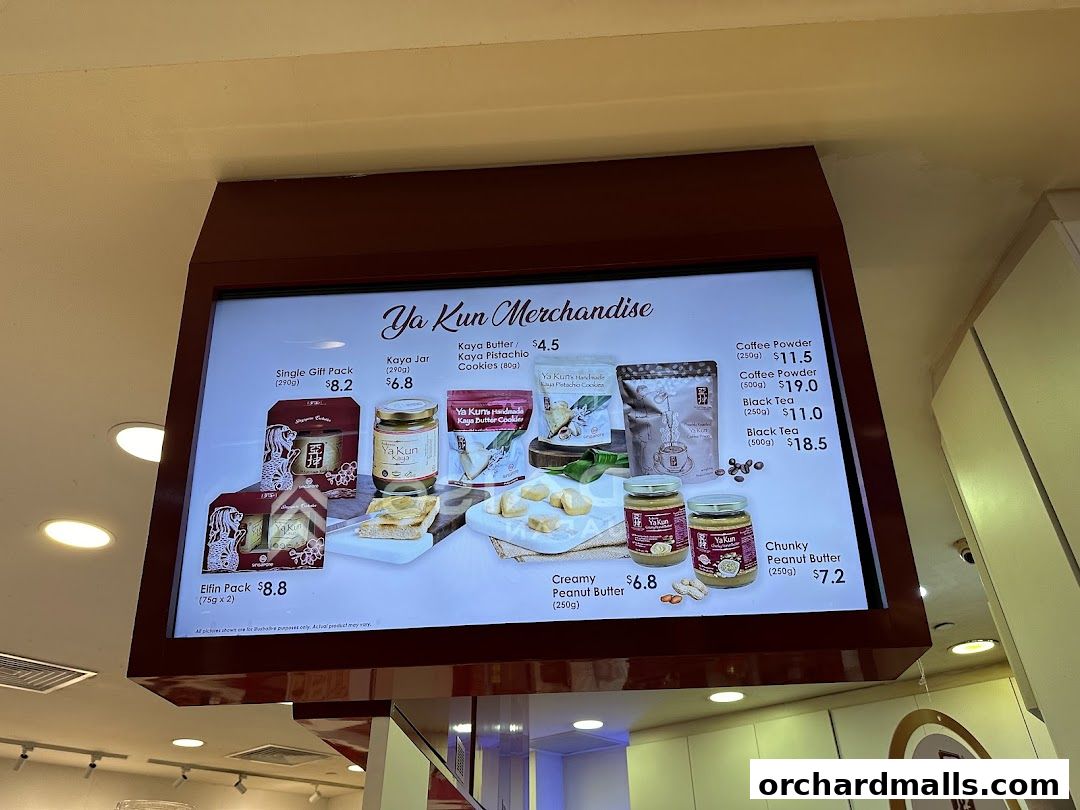 Ya Kun Merchandise
Single Gift Pack
(290g) $8.2
Kaya Jar
(290g)
$6.8
Kaya Butter / $4.5
Kaya Pistachio
Cookies (80g)
Coffee Powder
(250g) $11.5
Coffee Powder
(500g) $19.0
Black Tea
(250g) $11.0
Black Tea
(500g) $18.5
Ya Kun's Handmade
Kaya Pistachio Cookies
Ya Kun's Handmade
Kaya Butter Cookies
Ya Kun
Kaya
Ya Kun
Ya Kun
Ya Kun
Elfin Pack $8.8
(75g x 2)
Creamy $6.8
Peanut Butter
(250g)
Chunky
Peanut Butter
(250g) $7.2
All pictures shown are for illustrative purposes only. Actual product may vary.
orchardmalls.com